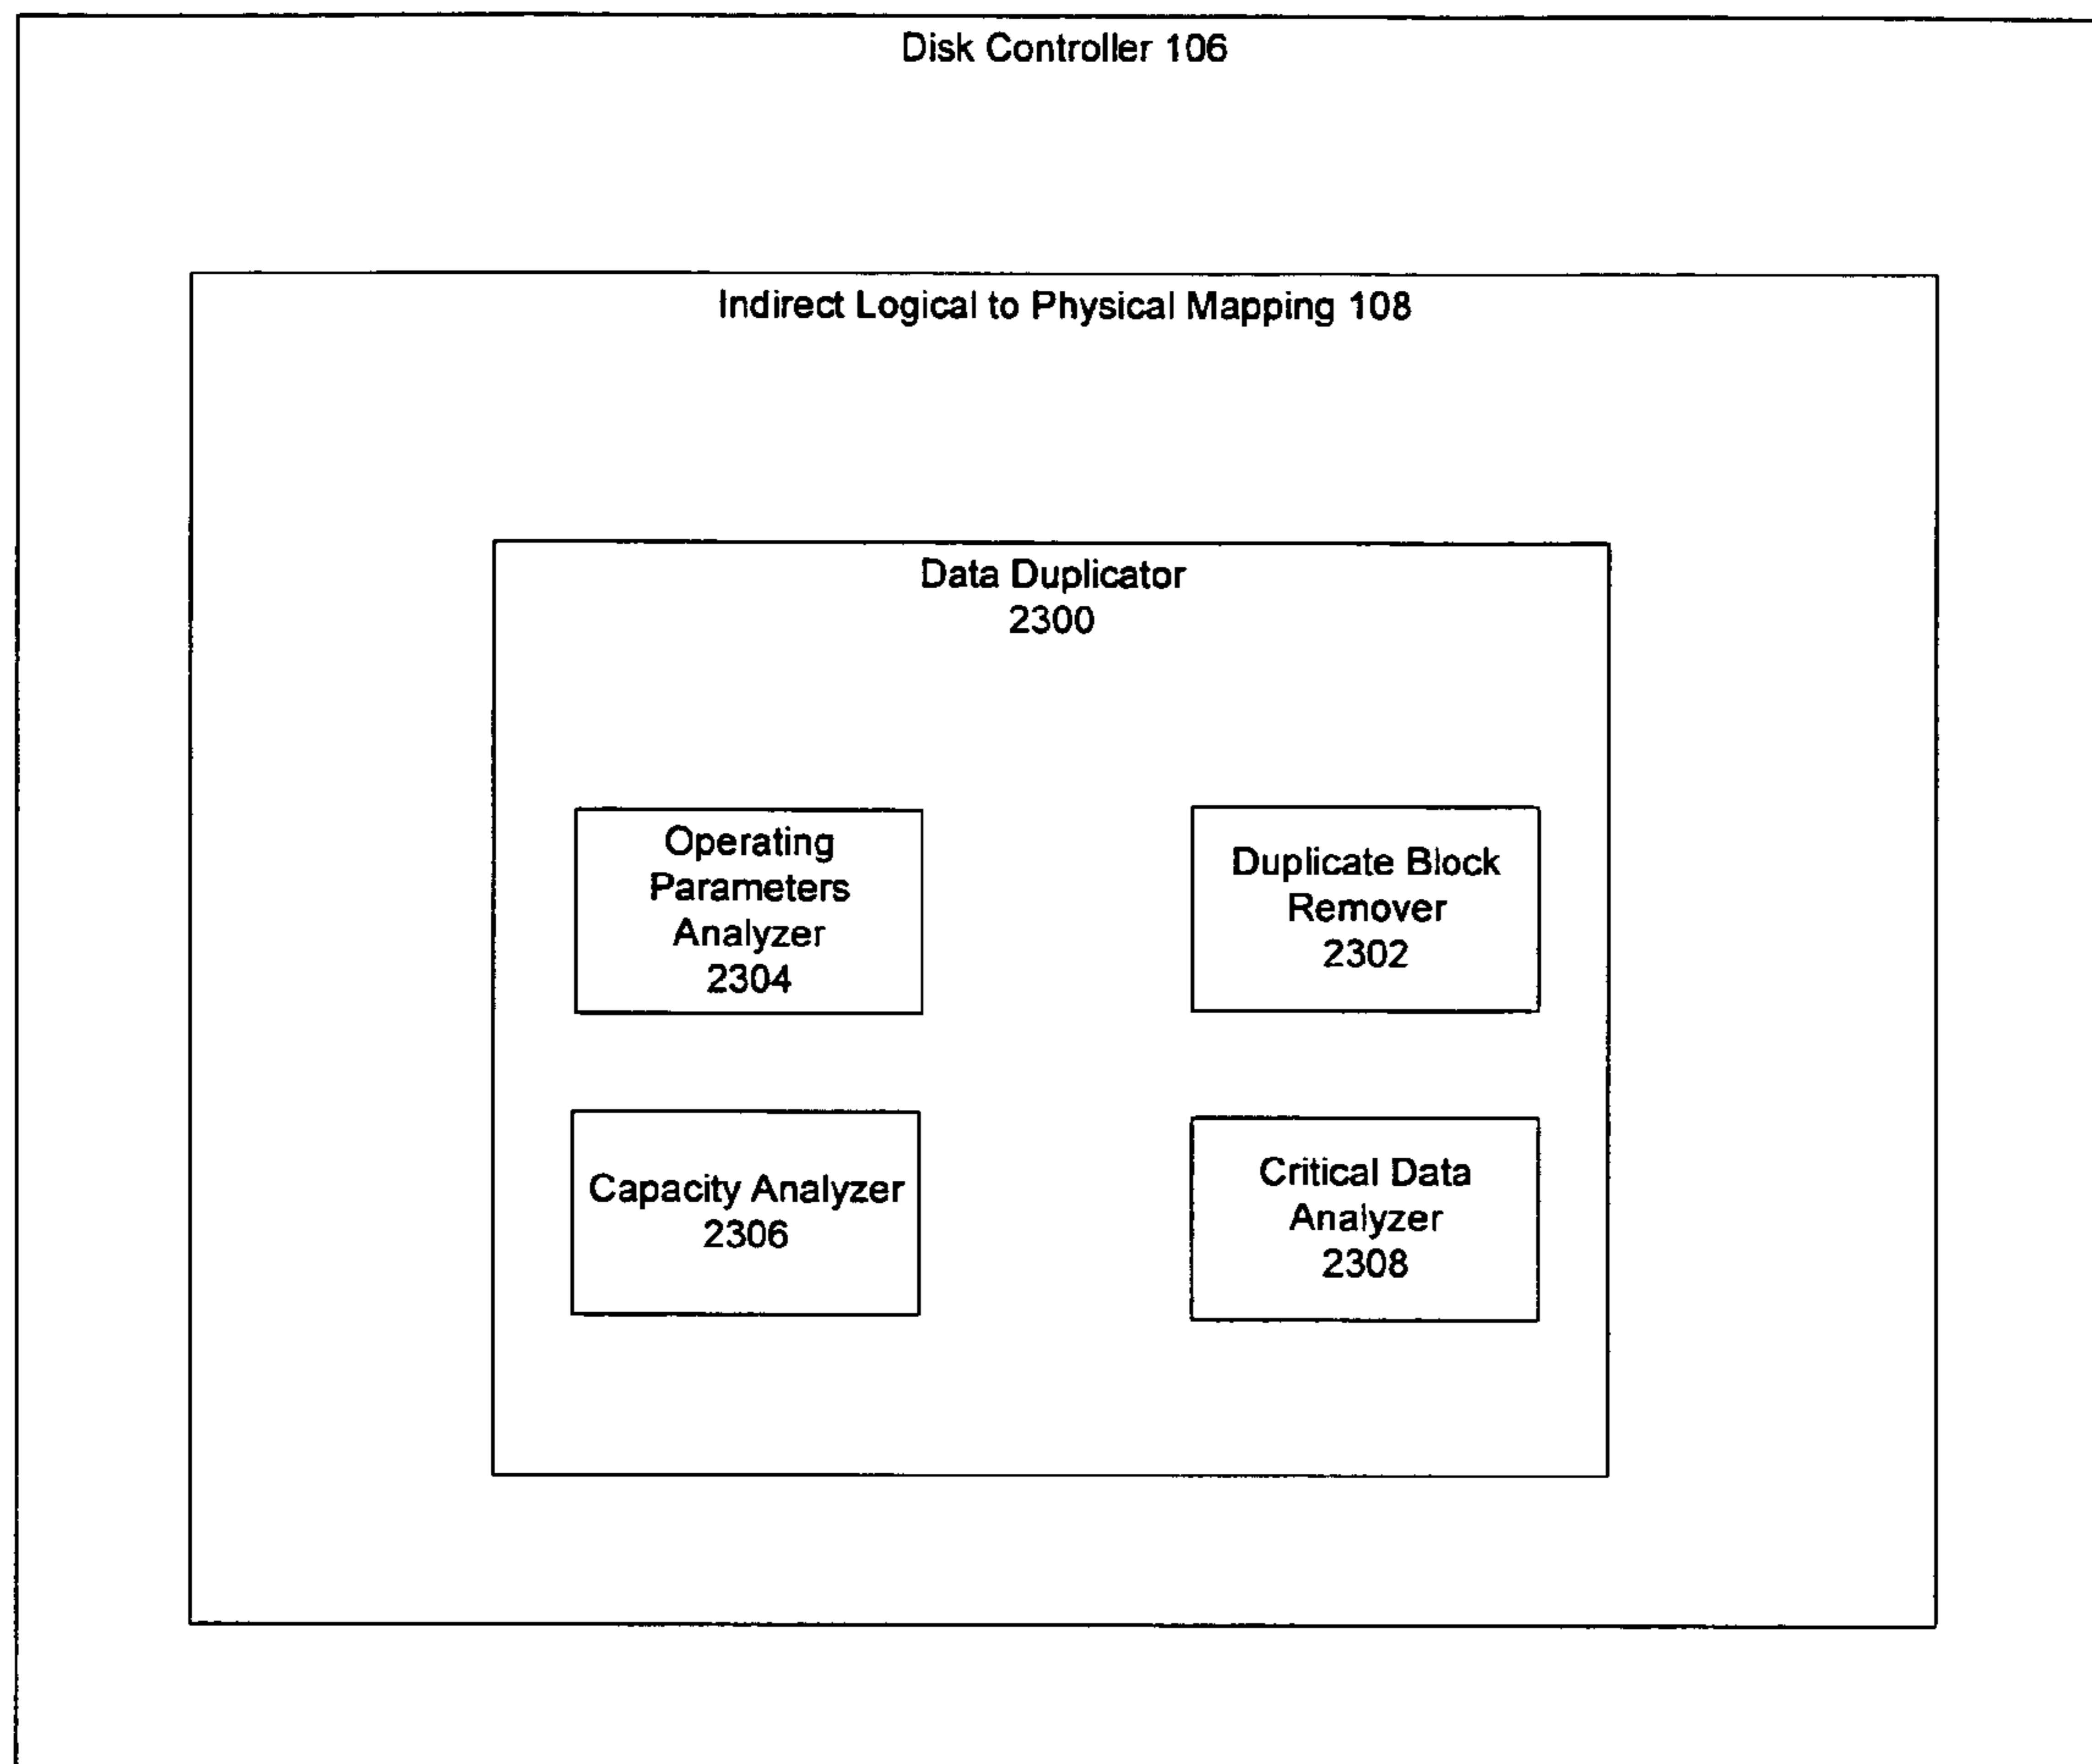 Disk Controller 106
Indirect Logical to Physical Mapping 108
Data Duplicator
2300
Operating
Parameters
Analyzer
2304
Duplicate Block
Remover
2302
Capacity Analyzer
2306
Critical Data
Analyzer
2308